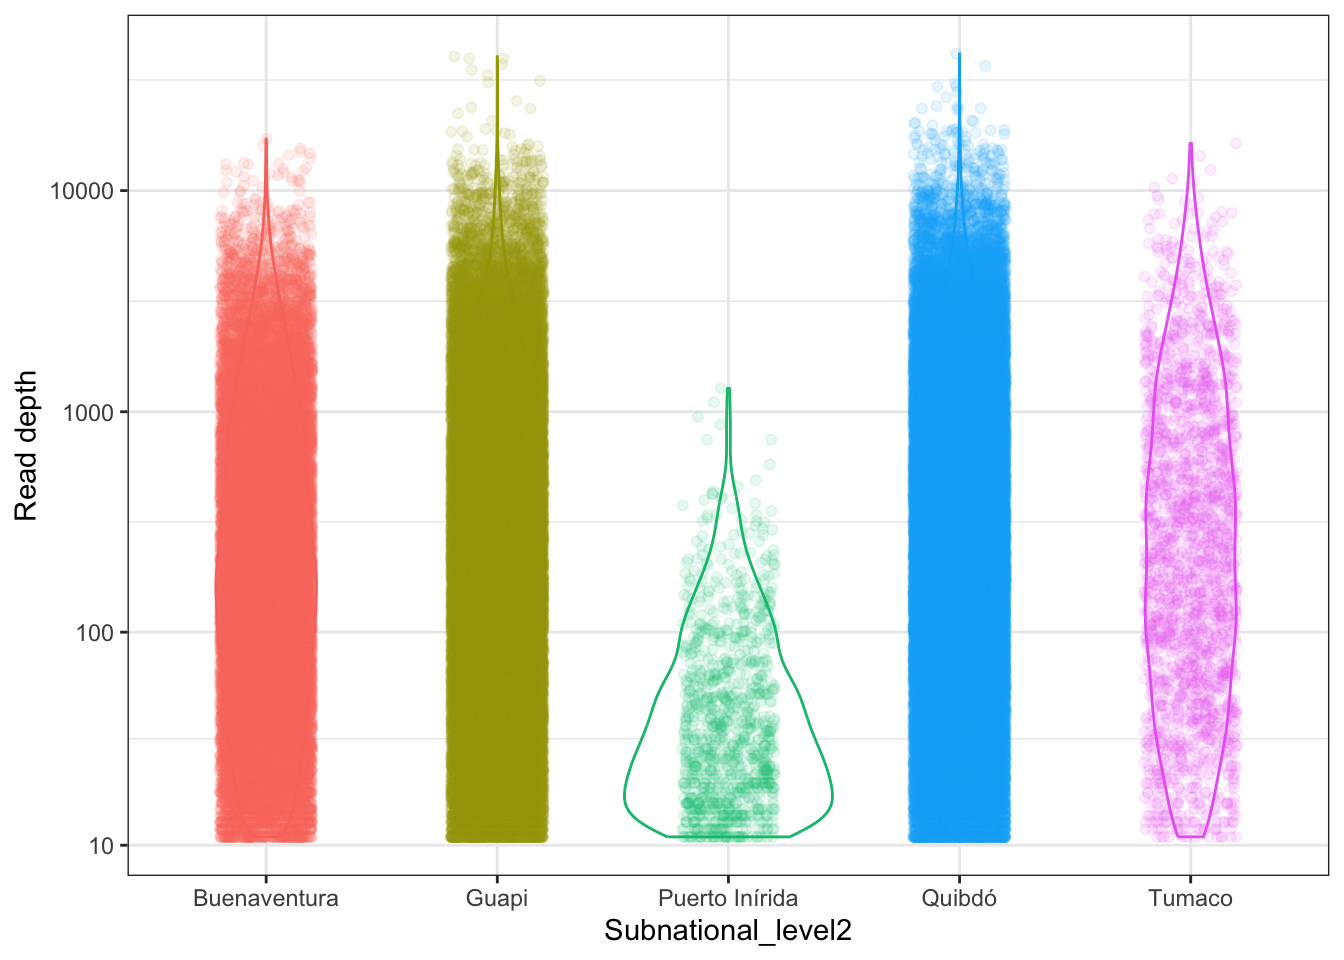 Read depth
10000
1000
100
10
Buenaventura Guapi Puerto Inírida Quibdó Tumaco
Subnational_level2